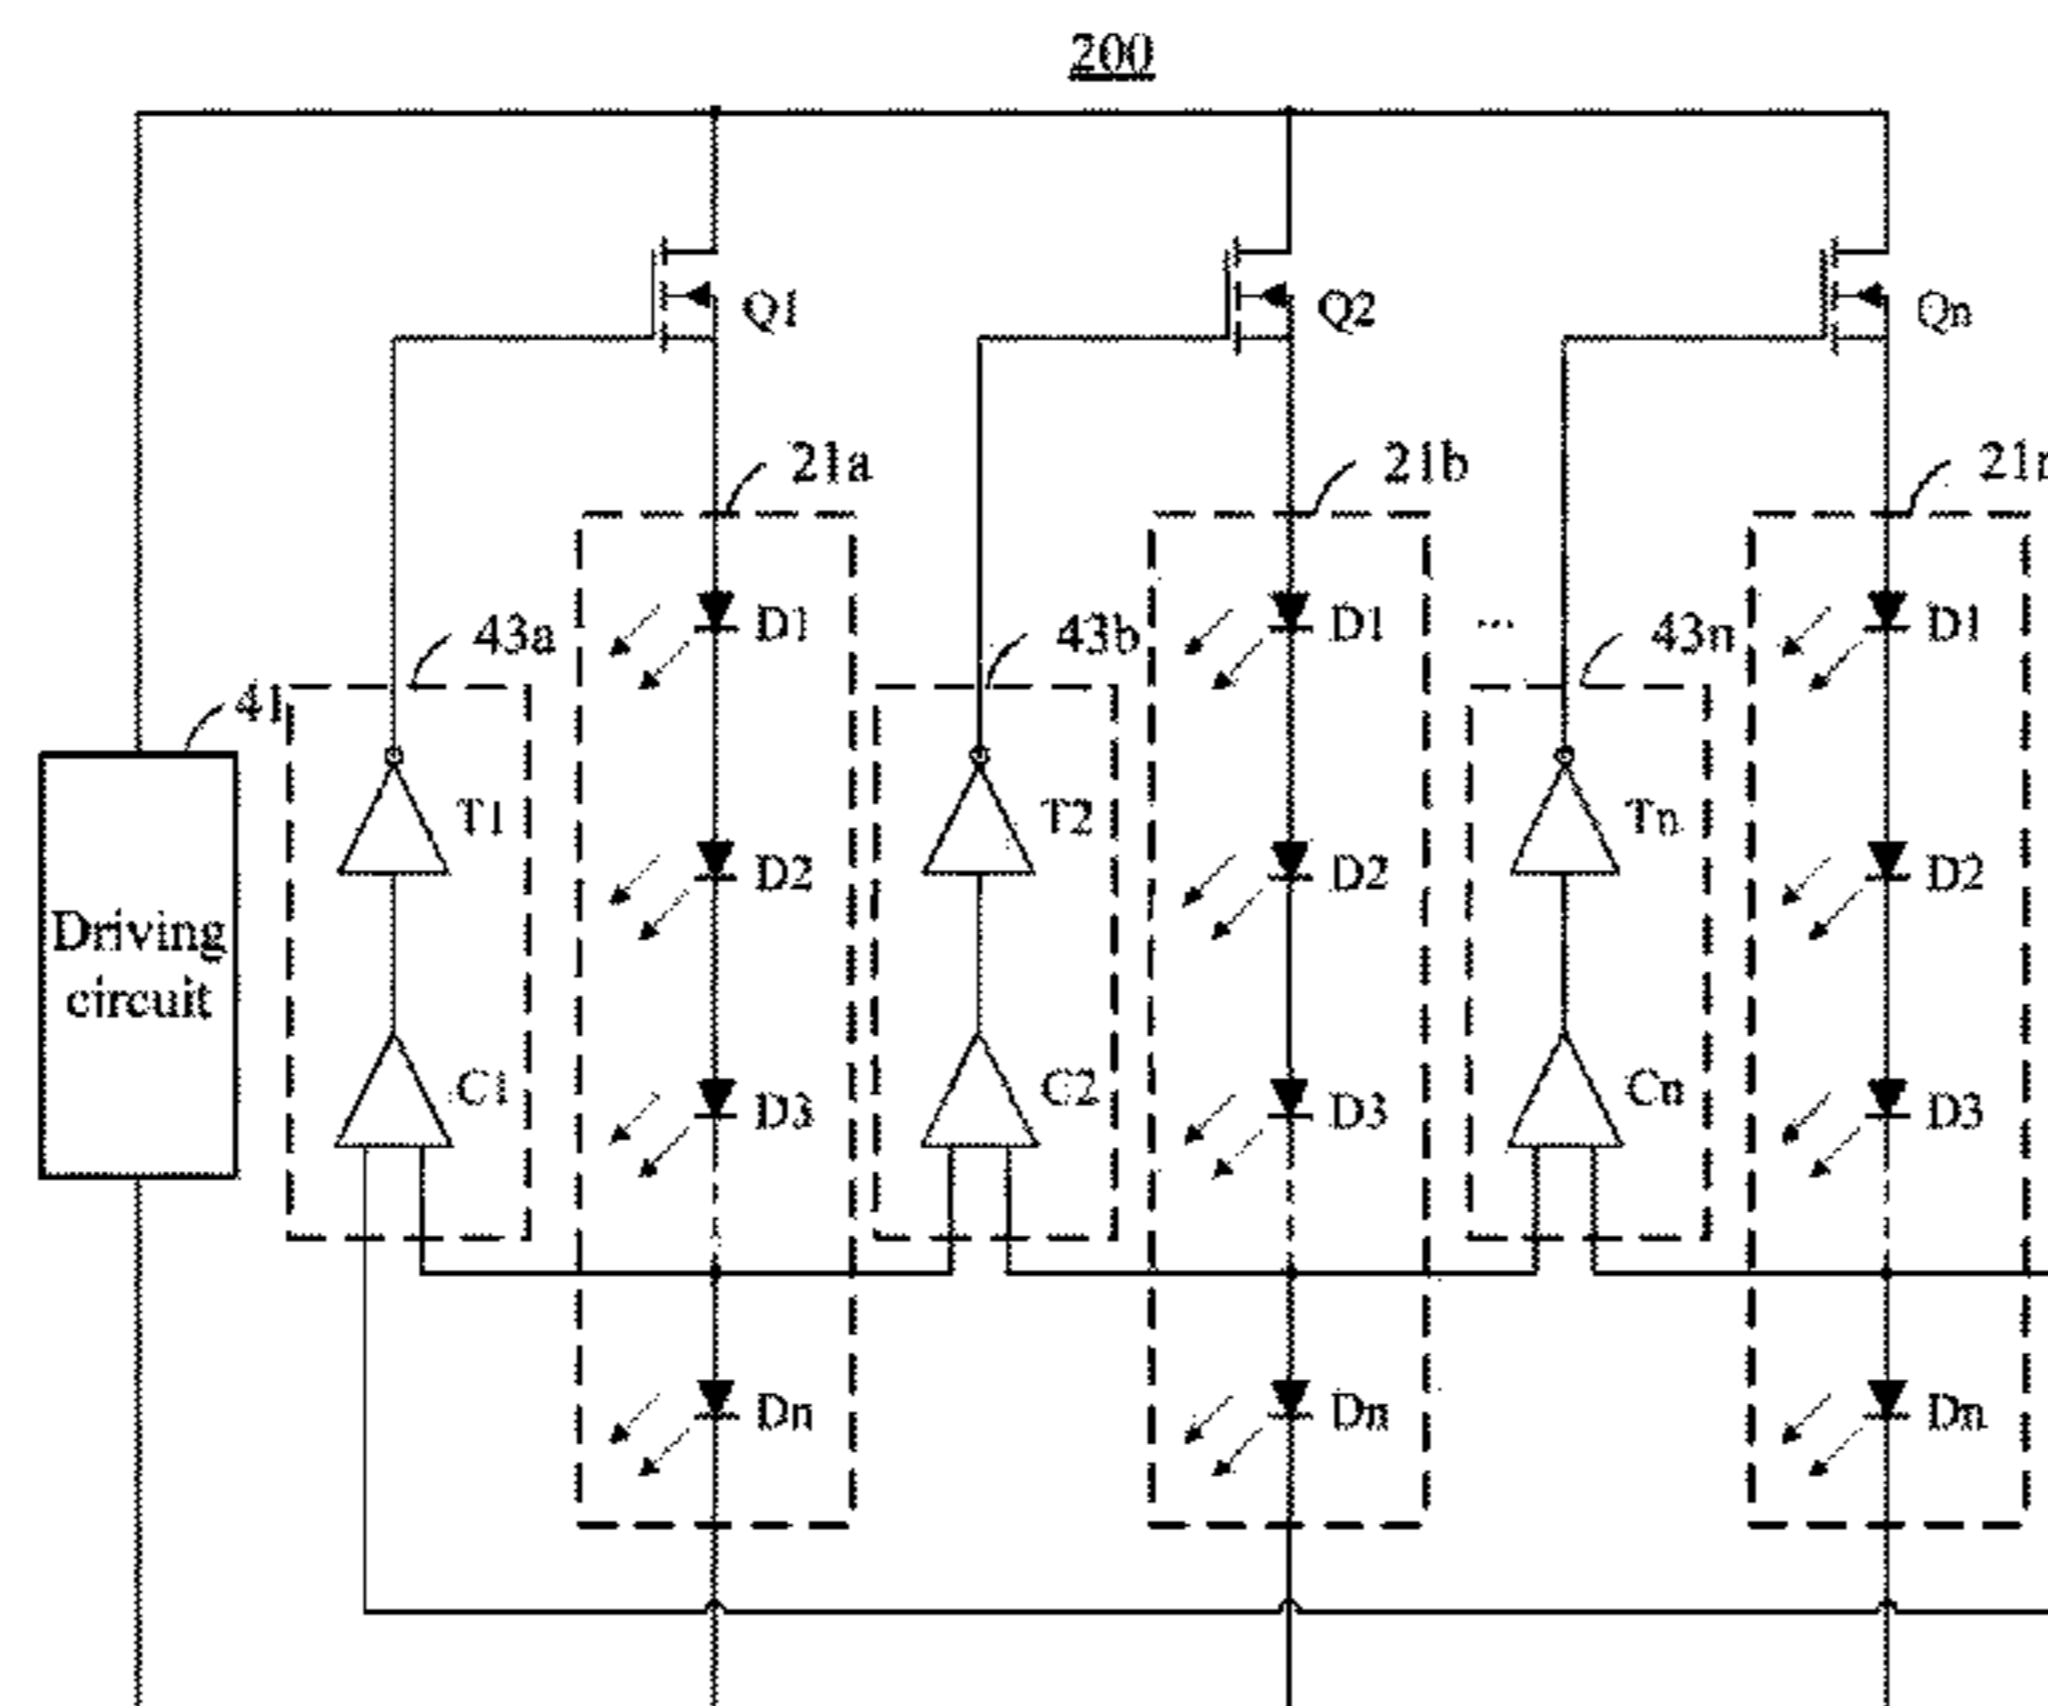 200
Q1
Q2
Qn
21a
21b
D1
D1
...
D1
43a
43b
43n
41
T1
T2
Tn
D2
D2
D2
Driving
circuit
C1
C2
Cn
D3
D3
D3
Dn
Dn
Dn